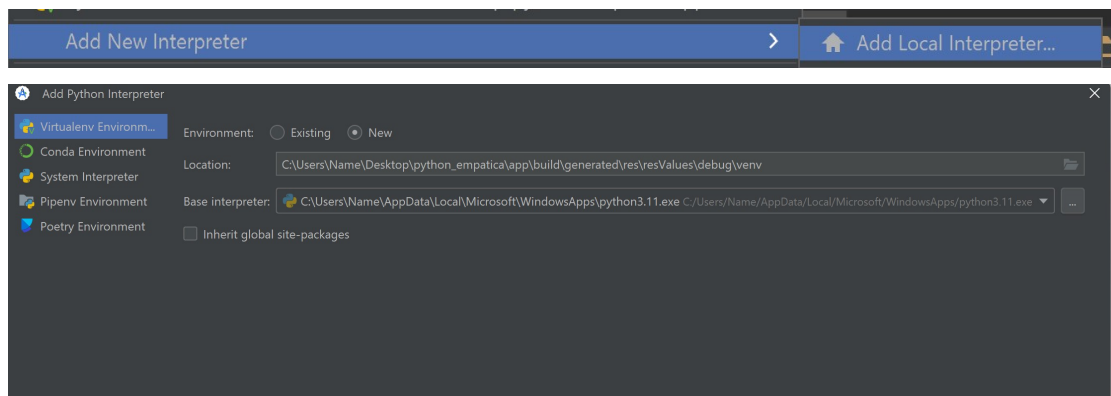 Add New Interpreter
Add Local Interpreter...
Add Python Interpreter
Virtualenv Environm...
Conda Environment
System Interpreter
Pipenv Environment
Poetry Environment
Environment: Existing New
Location: C:\Users\Name\Desktop\python_empatica\app\build\generated\res\resValues\debug\venv
Base interpreter: C:\Users\Name\AppData\Local\Microsoft\WindowsApps\python3.11.exe C:/Users/Name/AppData/Local/Microsoft/WindowsApps/python3.11.exe ...
Inherit global site-packages